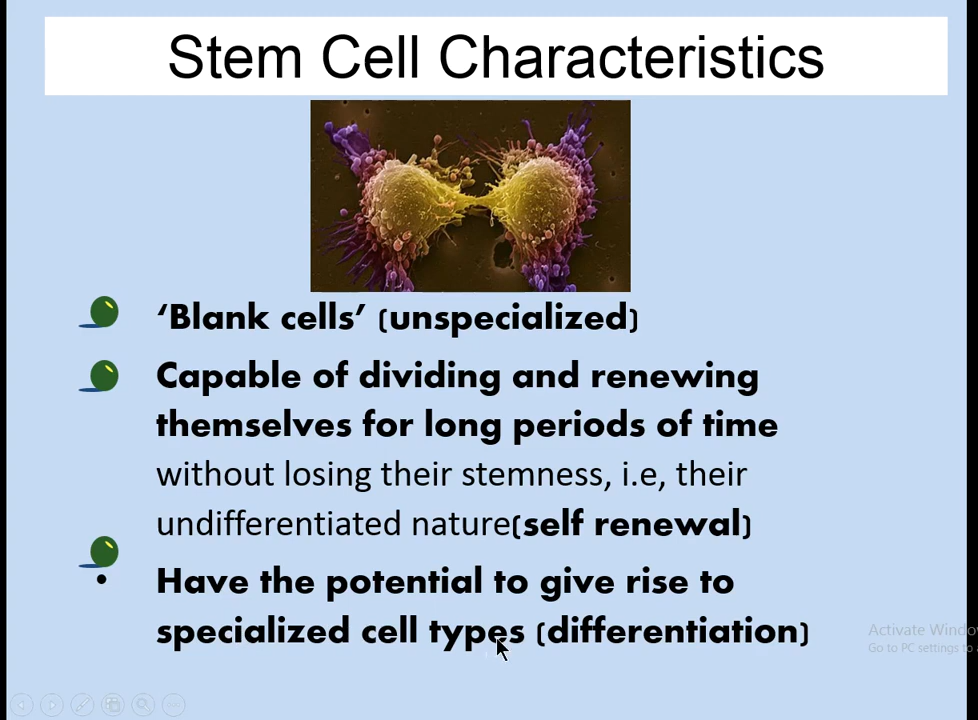 Stem Cell Characteristics
‘Blank cells’ (unspecialized)
Capable of dividing and renewing
themselves for long periods of time
without losing their stemness, i.e, their
undifferentiated nature(self renewal)
• Have the potential to give rise to
specialized cell types (differentiation)
Activate Windo
Go to PC settings to